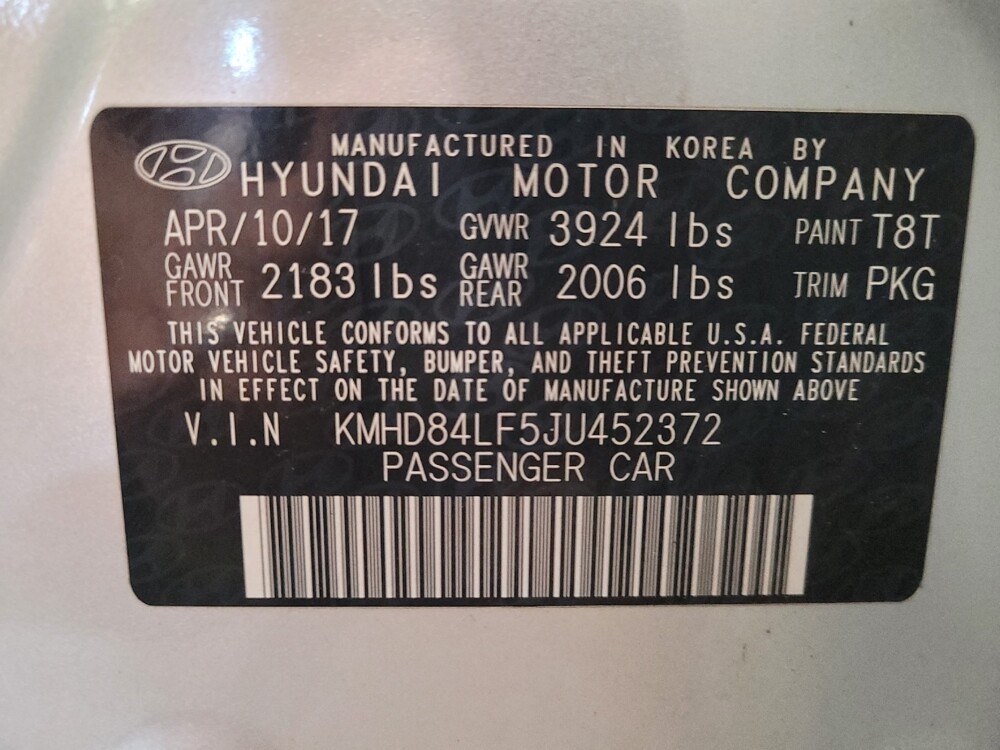 MANUFACTURED IN KOREA BY
HYUNDAI MOTOR COMPANY
APR/10/17 GVWR 3924 lbs PAINT T8T
GAWR FRONT 2183 lbs GAWR REAR 2006 lbs TRIM PKG
THIS VEHICLE CONFORMS TO ALL APPLICABLE U.S.A. FEDERAL
MOTOR VEHICLE SAFETY, BUMPER, AND THEFT PREVENTION STANDARDS
IN EFFECT ON THE DATE OF MANUFACTURE SHOWN ABOVE
V.I.N KMHD84LF5JU452372
PASSENGER CAR